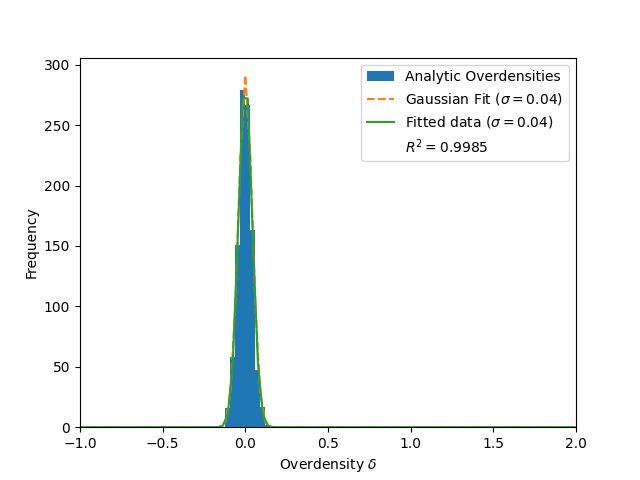 300
250
200
150
100
50
0
Frequency
Analytic Overdensities
Gaussian Fit (σ = 0.04)
Fitted data (σ = 0.04)
R² = 0.9985
−1.0 −0.5 0.0 0.5 1.0 1.5 2.0
Overdensity δ